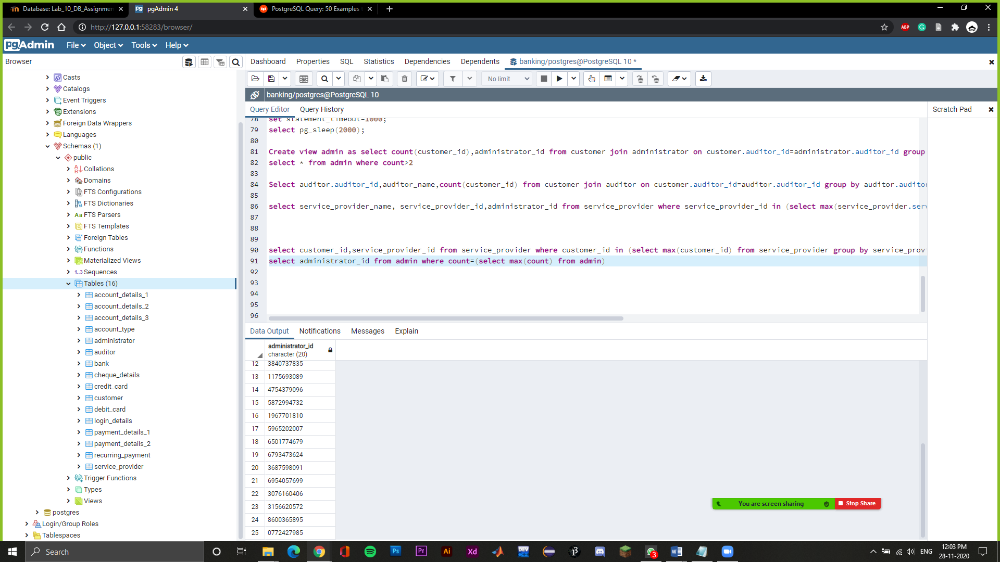 Database: Lab_10_DB_Assignmen
pgAdmin 4
PostgreSQL Query: 50 Examples
http://127.0.0.1:58283/browser/
ABP
pgAdmin
File
Object
Tools
Help
Browser
Dashboard
Properties
SQL
Statistics
Dependencies
Dependents
banking/postgres@PostgreSQL 10 *
No limit
banking/postgres@PostgreSQL 10
Query Editor
Query History
Scratch Pad
Casts
Catalogs
Event Triggers
Extensions
Foreign Data Wrappers
Languages
Schemas (1)
public
Collations
Domains
FTS Configurations
FTS Dictionaries
FTS Parsers
FTS Templates
Foreign Tables
Functions
Materialized Views
1..3 Sequences
Tables (16)
account_details_1
account_details_2
account_details_3
account_type
administrator
auditor
bank
cheque_details
credit_card
customer
debit_card
login_details
payment_details_1
payment_details_2
recurring_payment
service_provider
Trigger Functions
Types
Views
postgres
Login/Group Roles
Tablespaces
78 set statement_timeout=1000;
79 select pg_sleep(2000);
80
81 Create view admin as select count(customer_id),administrator_id from customer join administrator on customer.auditor_id=administrator.auditor_id group
82 select * from admin where count>2
83
84 Select auditor.auditor_id,auditor_name,count(customer_id) from customer join auditor on customer.auditor_id=auditor.auditor_id group by auditor.auditor
85
86 select service_provider_name, service_provider_id,administrator_id from service_provider where service_provider_id in (select max(service_provider.serv
87
88
89
90 select customer_id,service_provider_id from service_provider where customer_id in (select max(customer_id) from service_provider group by service_provi
91 select administrator_id from admin where count=(select max(count) from admin)
92
93
94
95
96
Data Output
Notifications
Messages
Explain
administrator_id
character (20)
12 3840737835
13 1175693089
14 4754379096
15 5872994732
16 1967701810
17 5965202007
18 6501774679
19 6793473624
20 3687598091
21 6954057699
22 3076160406
23 3156620572
24 8600365895
25 0772427985
You are screen sharing
Stop Share
Search
Ps
Pr
Ai
Xd
DEV
3
ENG
12:03 PM
28-11-2020